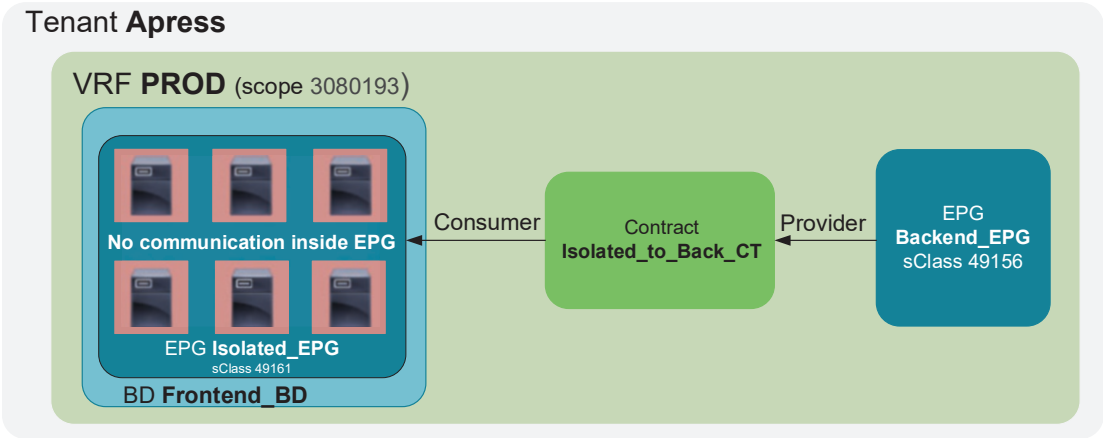 Tenant Apress
VRF PROD (scope 3080193)
No communication inside EPG
EPG Isolated_EPG
sClass 49161
BD Frontend_BD
Consumer
Contract
Isolated_to_Back_CT
Provider
EPG
Backend_EPG
sClass 49156